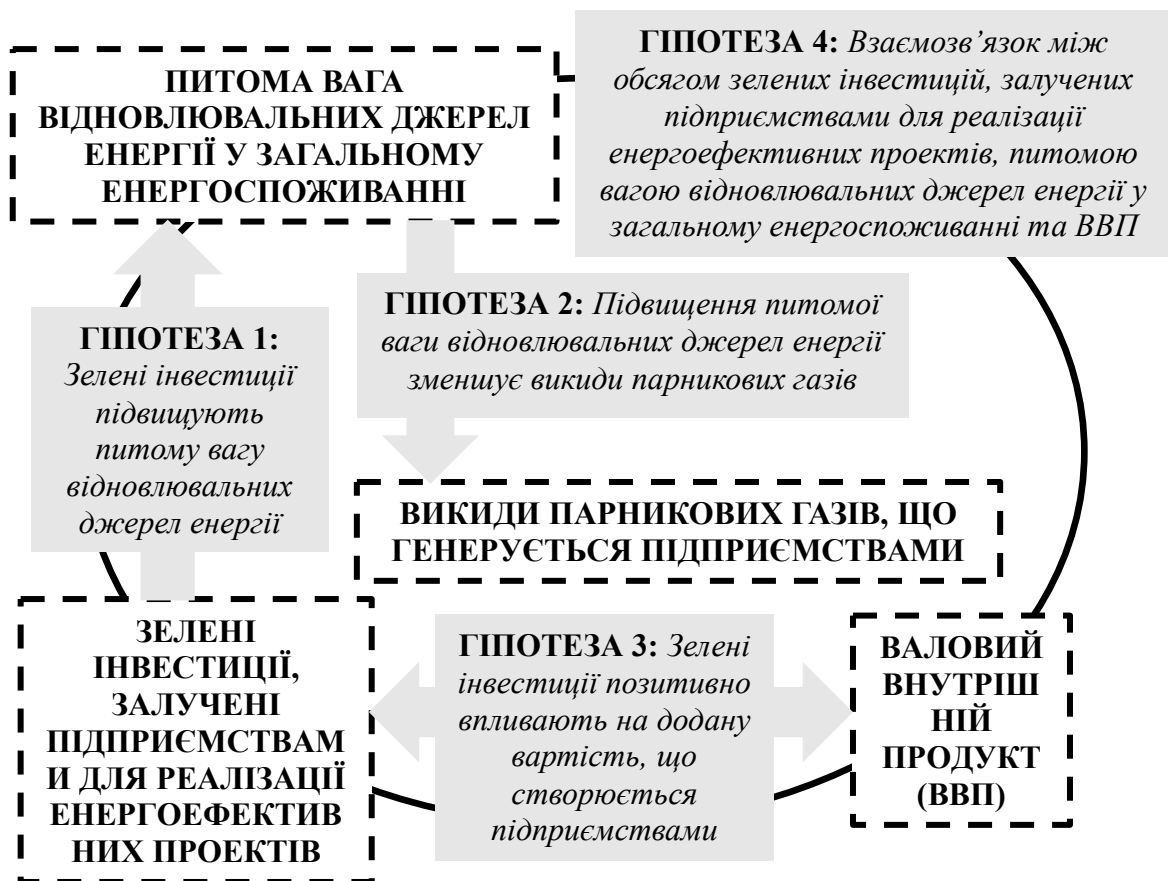 ПИТОМА ВАГА
ВІДНОВЛЮВАЛЬНИХ ДЖЕРЕЛ
ЕНЕРГІЇ У ЗАГАЛЬНОМУ
ЕНЕРГОСПОЖИВАННІ
ГІПОТЕЗА 4: Взаємозв’язок між
обсягом зелених інвестицій, залучених
підприємствами для реалізації
енергоефективних проектів, питомою
вагою відновлювальних джерел енергії у
загальному енергоспоживанні та ВВП
ГІПОТЕЗА 1:
Зелені інвестиції
підвищують
питому вагу
відновлювальних
джерел енергії
ГІПОТЕЗА 2: Підвищення питомої
ваги відновлювальних джерел енергії
зменшує викиди парникових газів
ВИКИДИ ПАРНИКОВИХ ГАЗІВ, ЩО
ГЕНЕРУЄТЬСЯ ПІДПРИЄМСТВАМИ
ЗЕЛЕНІ
ІНВЕСТИЦІЇ,
ЗАЛУЧЕНІ
ПІДПРИЄМСТВАМ
И ДЛЯ РЕАЛІЗАЦІЇ
ЕНЕРГОЕФЕКТИВ
НИХ ПРОЕКТІВ
ГІПОТЕЗА 3: Зелені
інвестиції позитивно
впливають на додану
вартість, що
створюється
підприємствами
ВАЛОВИЙ
ВНУТРІШ
НІЙ
ПРОДУКТ
(ВВП)